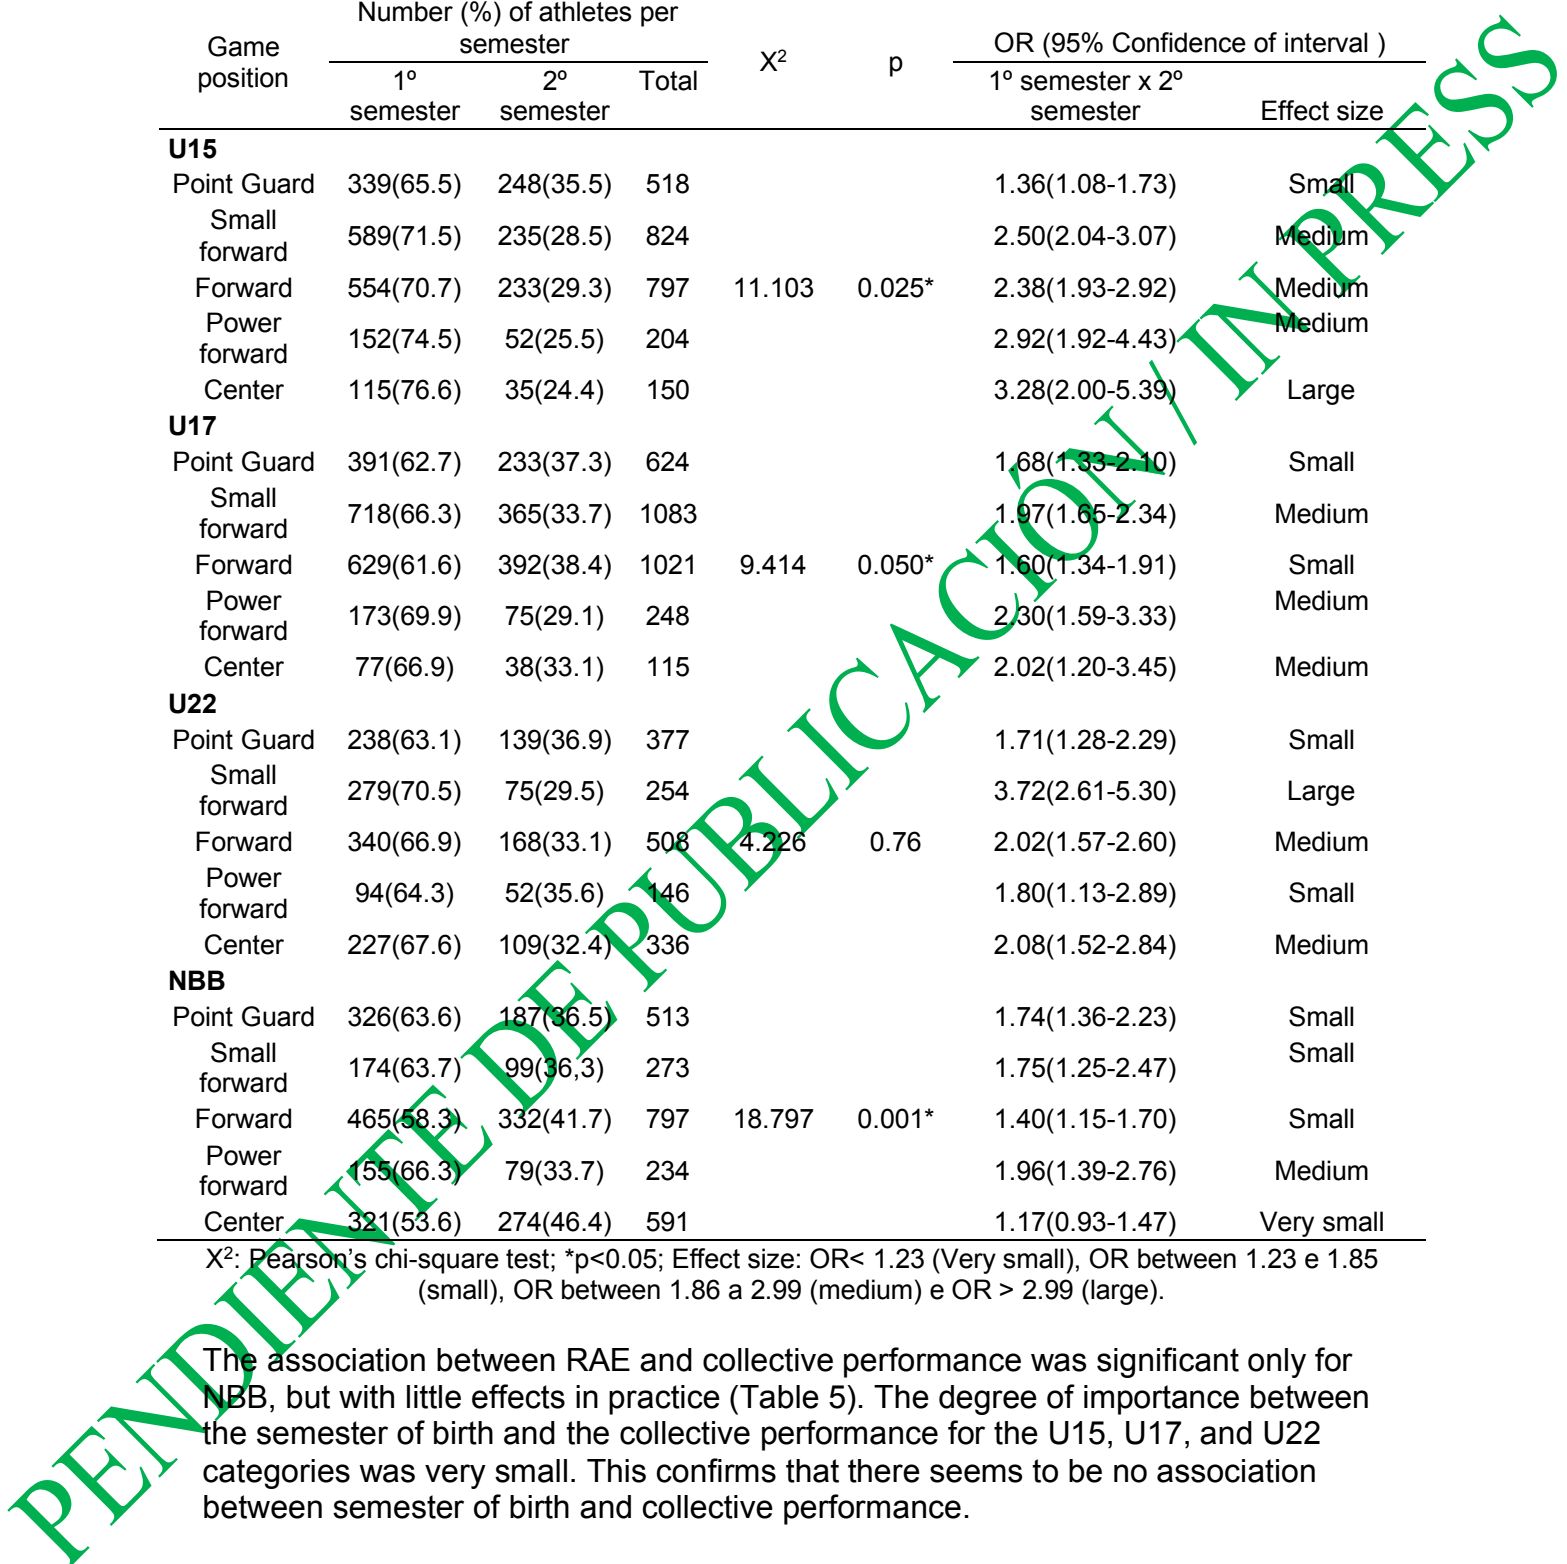 Number (%) of athletes per
semester
OR (95% Confidence of interval )
Game
position
X²
p
1º
semester
2º
semester
Total
1º semester x 2º
semester
Effect size
U15
Point Guard 339(65.5) 248(35.5) 518 1.36(1.08-1.73) Small
Small
forward
589(71.5) 235(28.5) 824 2.50(2.04-3.07) Medium
Forward 554(70.7) 233(29.3) 797 11.103 0.025* 2.38(1.93-2.92) Medium
Power
forward
152(74.5) 52(25.5) 204 2.92(1.92-4.43) Medium
Center 115(76.6) 35(24.4) 150 3.28(2.00-5.39) Large
U17
Point Guard 391(62.7) 233(37.3) 624 1.68(1.33-2.10) Small
Small
forward
718(66.3) 365(33.7) 1083 1.97(1.65-2.34) Medium
Forward 629(61.6) 392(38.4) 1021 9.414 0.050* 1.60(1.34-1.91) Small
Power
forward
173(69.9) 75(29.1) 248 2.30(1.59-3.33) Medium
Center 77(66.9) 38(33.1) 115 2.02(1.20-3.45) Medium
U22
Point Guard 238(63.1) 139(36.9) 377 1.71(1.28-2.29) Small
Small
forward
279(70.5) 75(29.5) 254 3.72(2.61-5.30) Large
Forward 340(66.9) 168(33.1) 508 4.226 0.76 2.02(1.57-2.60) Medium
Power
forward
94(64.3) 52(35.6) 146 1.80(1.13-2.89) Small
Center 227(67.6) 109(32.4) 336 2.08(1.52-2.84) Medium
NBB
Point Guard 326(63.6) 187(36.5) 513 1.74(1.36-2.23) Small
Small
forward
174(63.7) 99(36,3) 273 1.75(1.25-2.47) Small
Forward 465(58.3) 332(41.7) 797 18.797 0.001* 1.40(1.15-1.70) Small
Power
forward
155(66.3) 79(33.7) 234 1.96(1.39-2.76) Medium
Center 321(53.6) 274(46.4) 591 1.17(0.93-1.47) Very small
X²: Pearson's chi-square test; *p<0.05; Effect size: OR< 1.23 (Very small), OR between 1.23 e 1.85
(small), OR between 1.86 a 2.99 (medium) e OR > 2.99 (large).
The association between RAE and collective performance was significant only for
NBB, but with little effects in practice (Table 5). The degree of importance between
the semester of birth and the collective performance for the U15, U17, and U22
categories was very small. This confirms that there seems to be no association
between semester of birth and collective performance.
PENDIENTE DE PUBLICACIÓN / IN PRESS